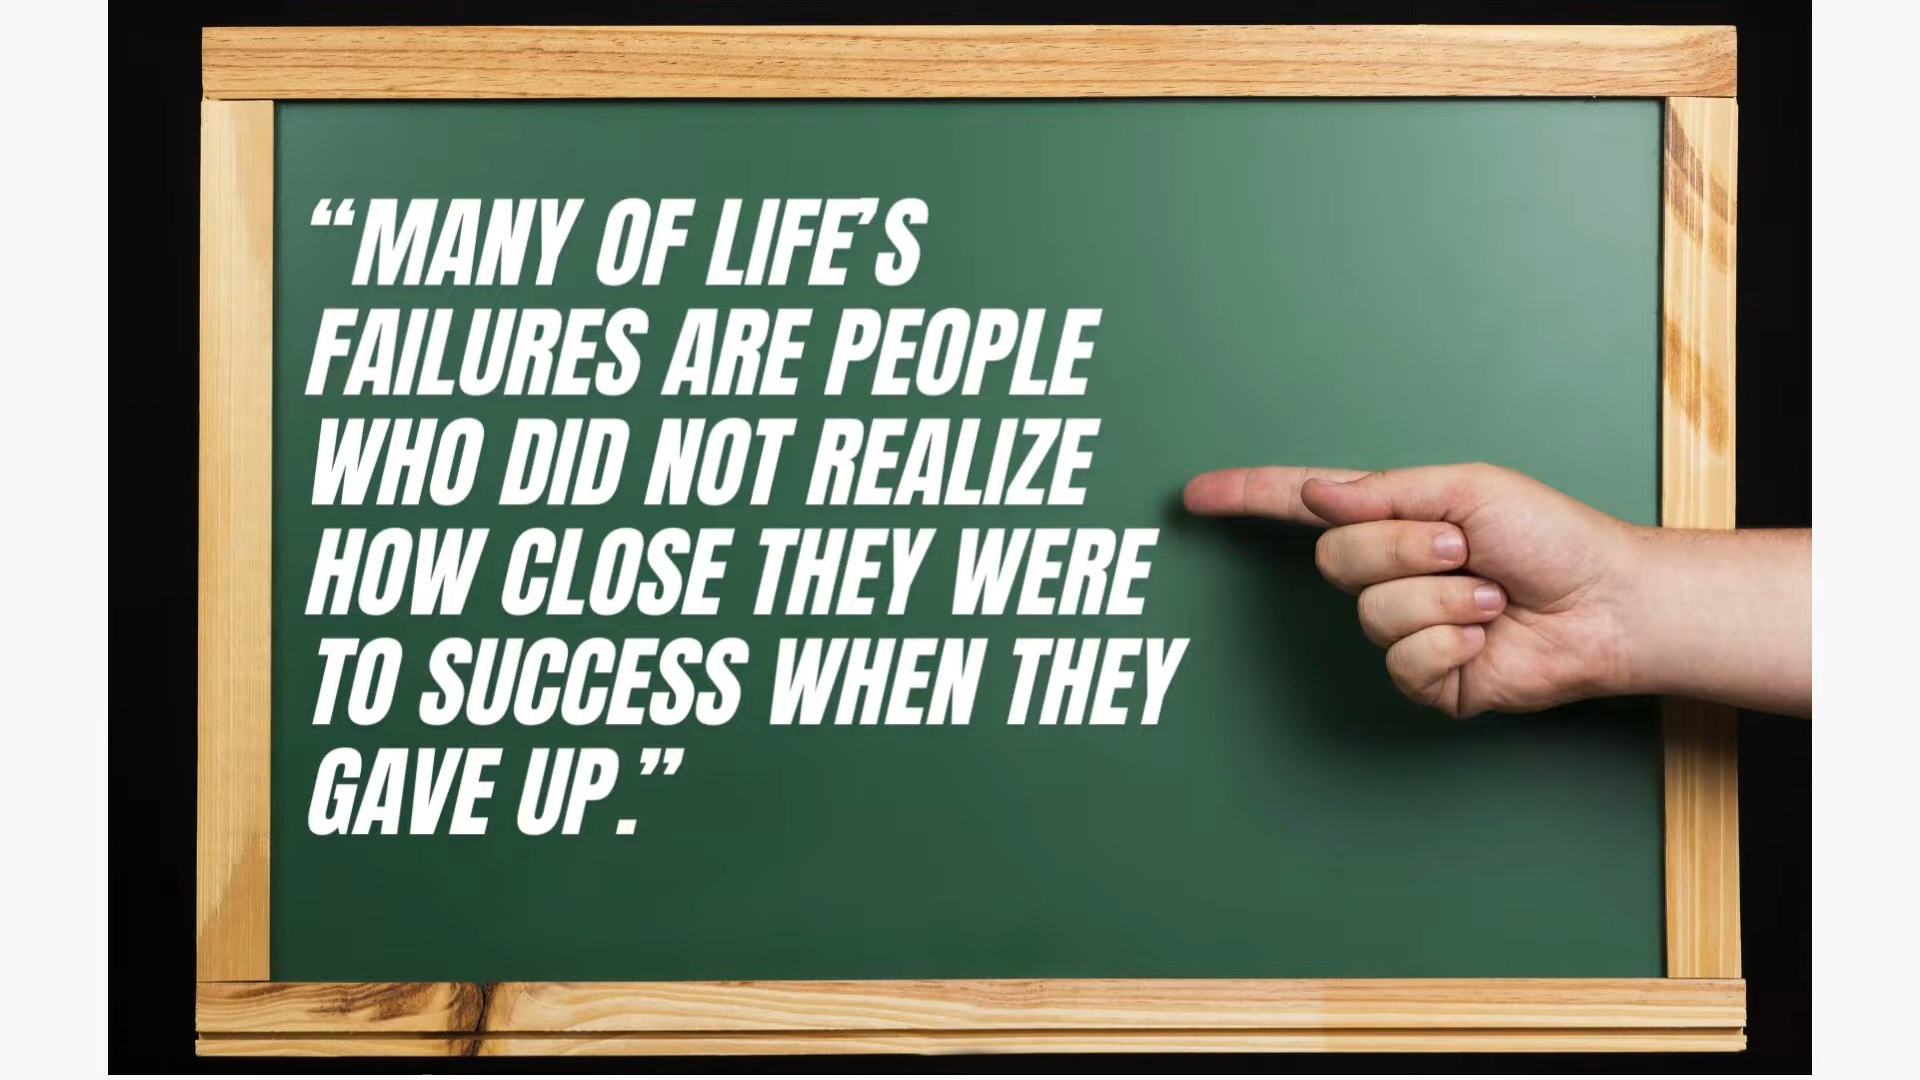 “MANY OF LIFE’S
FAILURES ARE PEOPLE
WHO DID NOT REALIZE
HOW CLOSE THEY WERE
TO SUCCESS WHEN THEY
GAVE UP.”